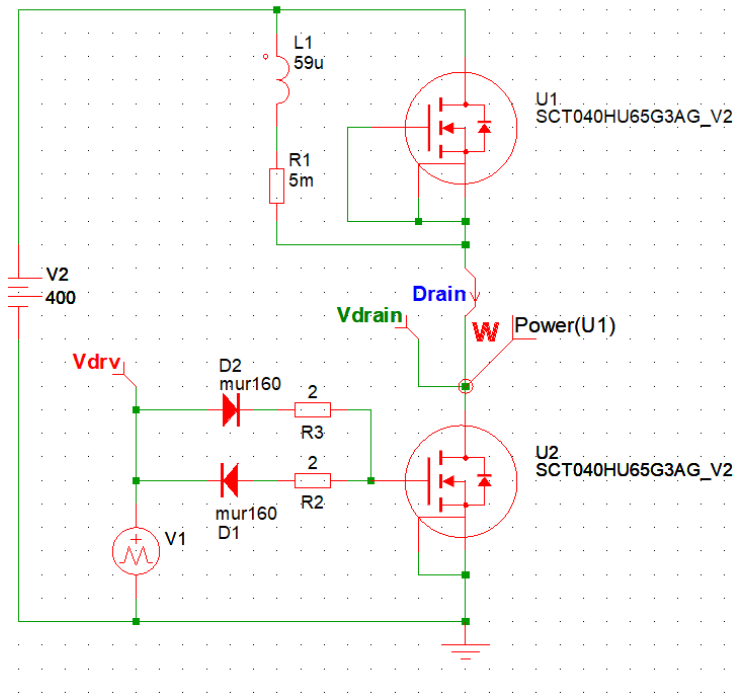 L1
59u
U1
SCT040HU65G3AG_V2
R1
5m
V2
400
Drain
Vdrain
W
Power(U1)
Vdrv
D2
mur160
2
R3
U2
SCT040HU65G3AG_V2
2
R2
mur160
D1
V1